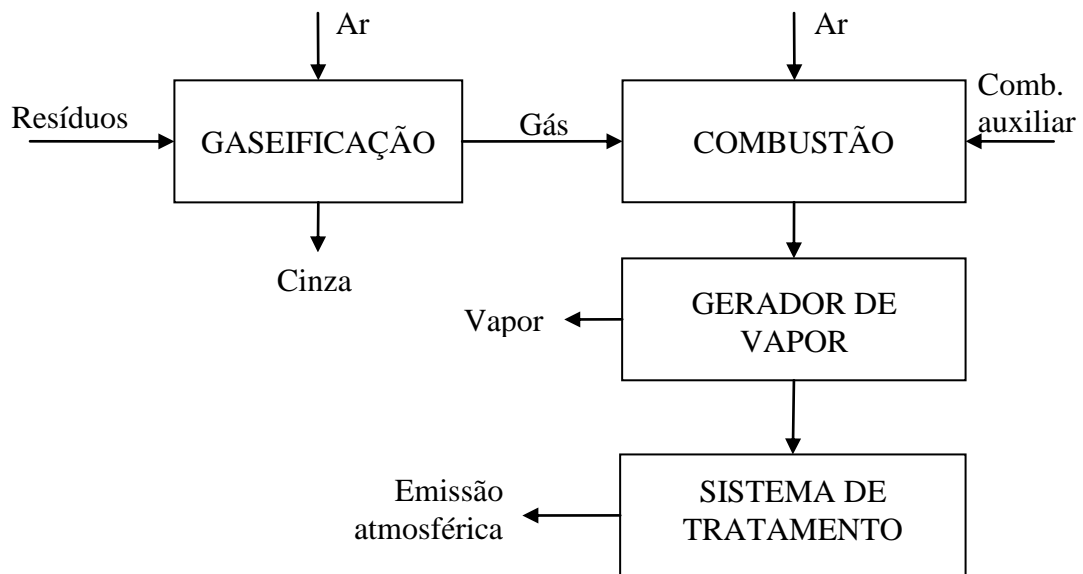 Ar
Ar
Resíduos
GASEIFICAÇÃO
Gás
COMBUSTÃO
Comb.
auxiliar
Cinza
Vapor
GERADOR DE
VAPOR
Emissão
atmosférica
SISTEMA DE
TRATAMENTO